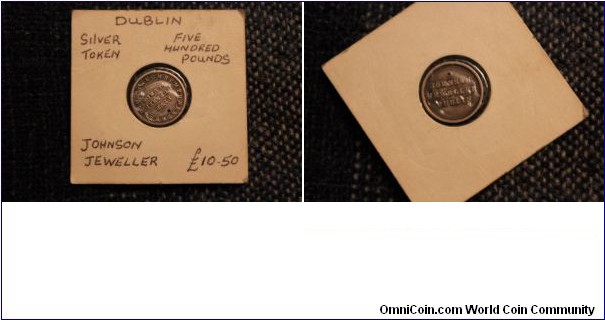 DUBLIN
SILVER TOKEN
FIVE HUNDRED POUNDS
JOHNSON JEWELLER
£10-50
OmniCoin.com World Coin Community